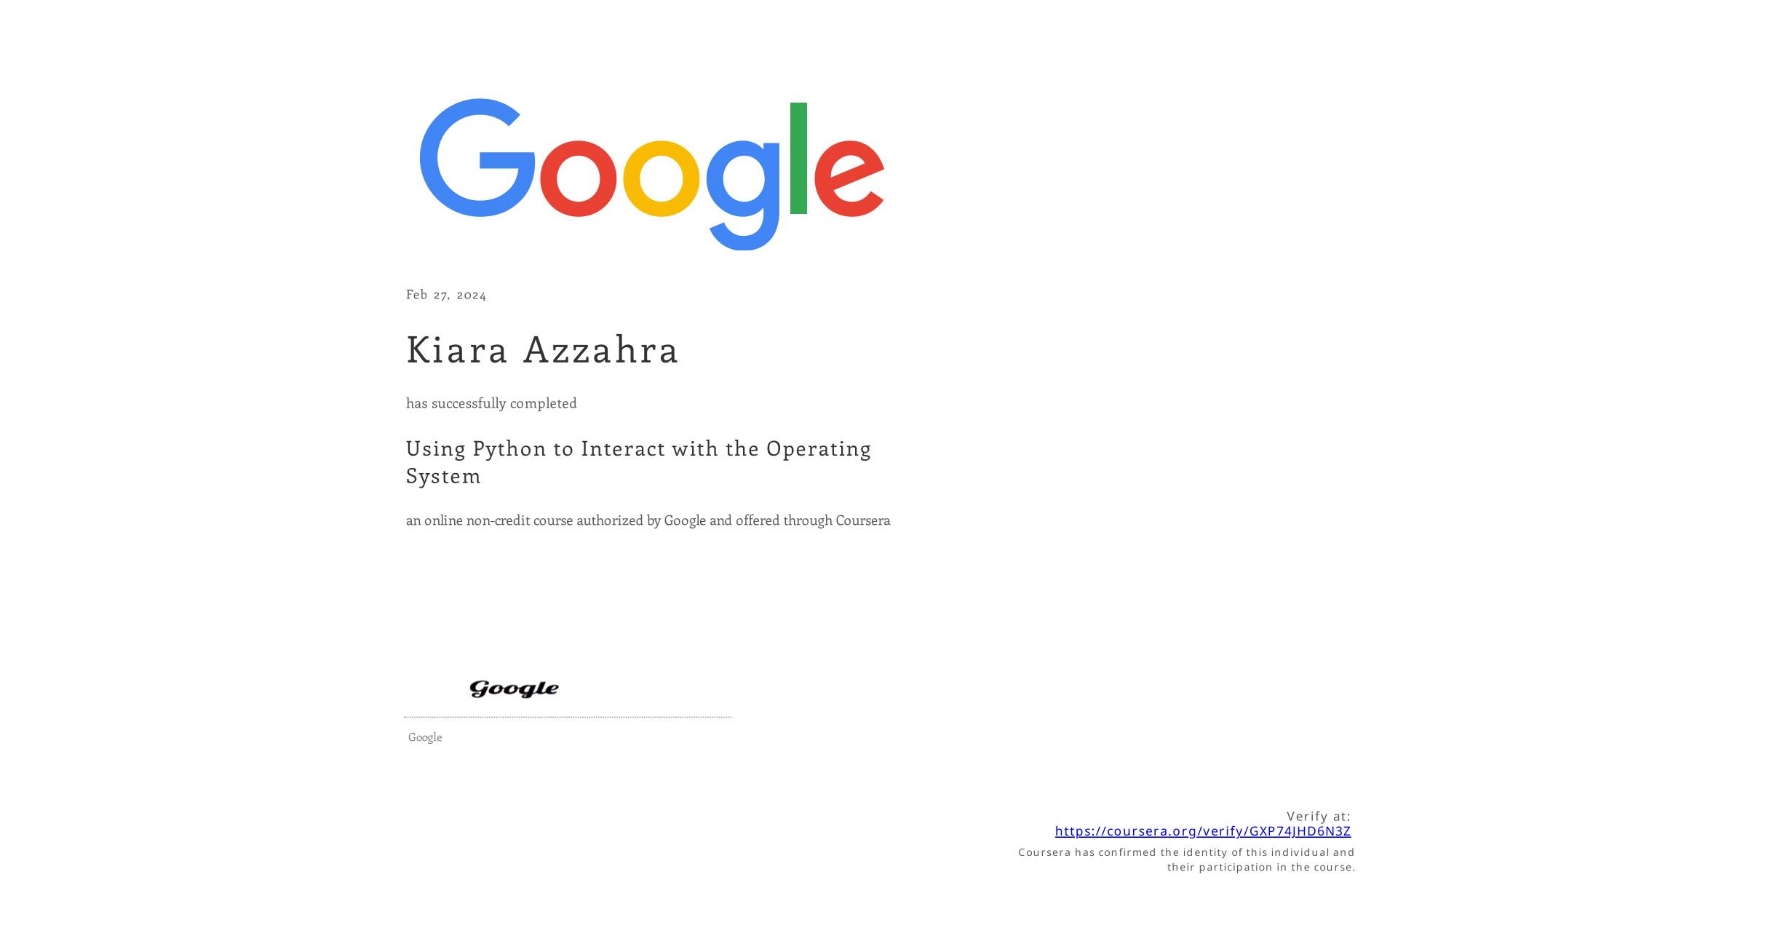 Google
Feb 27, 2024
Kiara Azzahra
has successfully completed
Using Python to Interact with the Operating
System
an online non-credit course authorized by Google and offered through Coursera
Google
Google
Verify at:
https://coursera.org/verify/GXP74JHD6N3Z
Coursera has confirmed the identity of this individual and
their participation in the course.